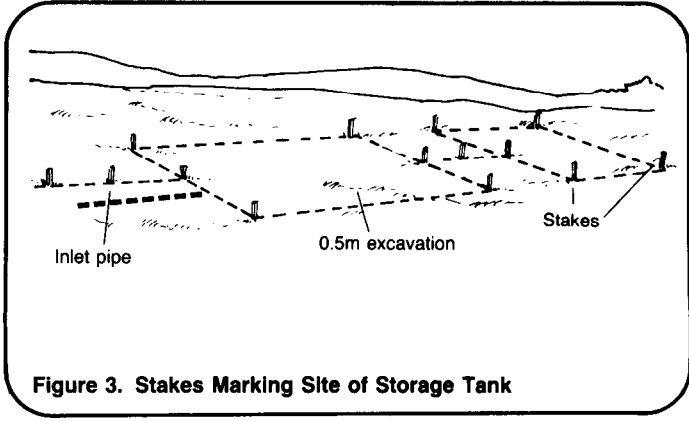 Inlet pipe
0.5m excavation
Stakes
Figure 3. Stakes Marking Site of Storage Tank